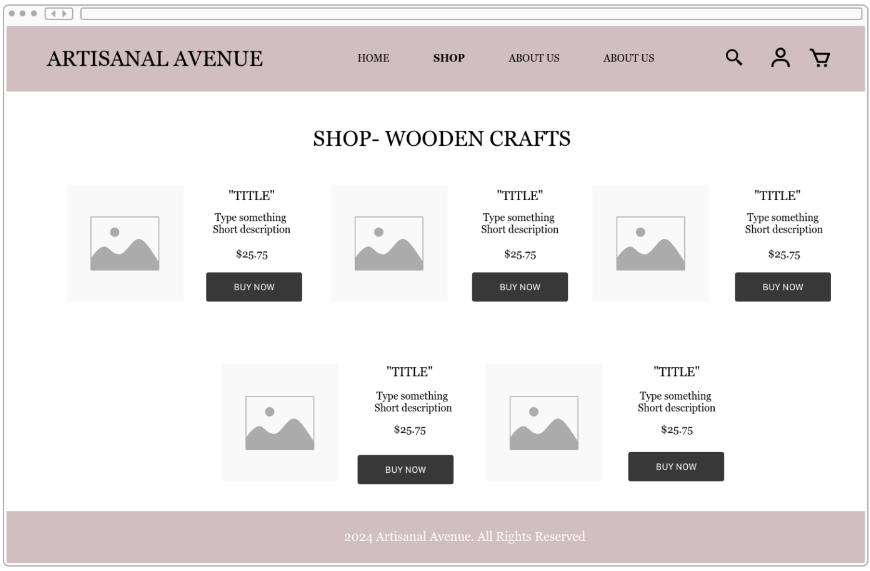 ARTISANAL AVENUE
HOME
SHOP
ABOUT US
ABOUT US
SHOP- WOODEN CRAFTS
"TITLE"
Type something
Short description
$25.75
BUY NOW
"TITLE"
Type something
Short description
$25.75
BUY NOW
"TITLE"
Type something
Short description
$25.75
BUY NOW
"TITLE"
Type something
Short description
$25.75
BUY NOW
"TITLE"
Type something
Short description
$25.75
BUY NOW
2024 Artisanal Avenue. All Rights Reserved